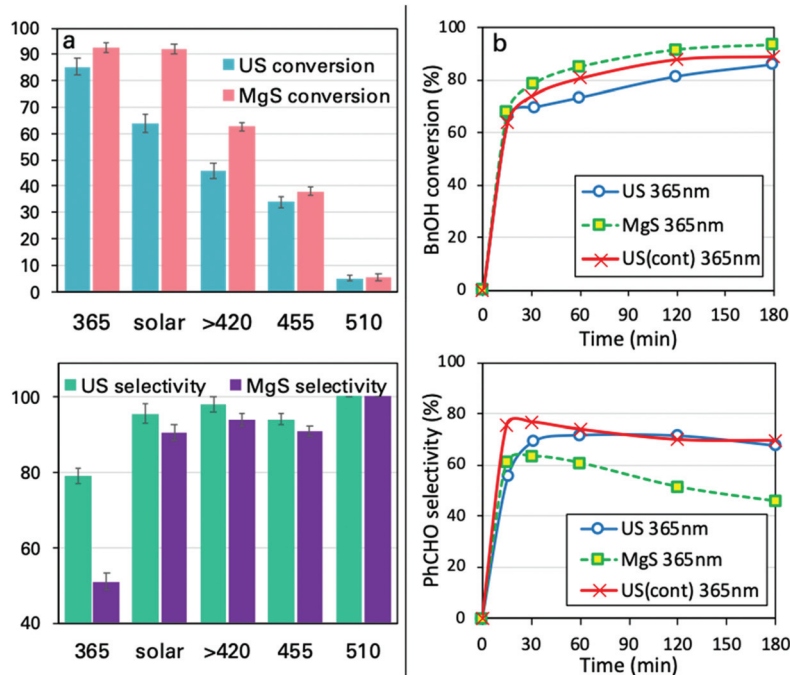 a
US conversion
MgS conversion
100
90
80
70
60
50
40
30
20
10
0
365 solar >420 455 510
US selectivity MgS selectivity
100
80
60
40
365 solar >420 455 510
b
BnOH conversion (%)
100
80
60
40
20
0
US 365nm
MgS 365nm
US(cont) 365nm
0 30 60 90 120 150 180
Time (min)
PhCHO selectivity (%)
100
80
60
40
20
0
US 365nm
MgS 365nm
US(cont) 365nm
0 30 60 90 120 150 180
Time (min)